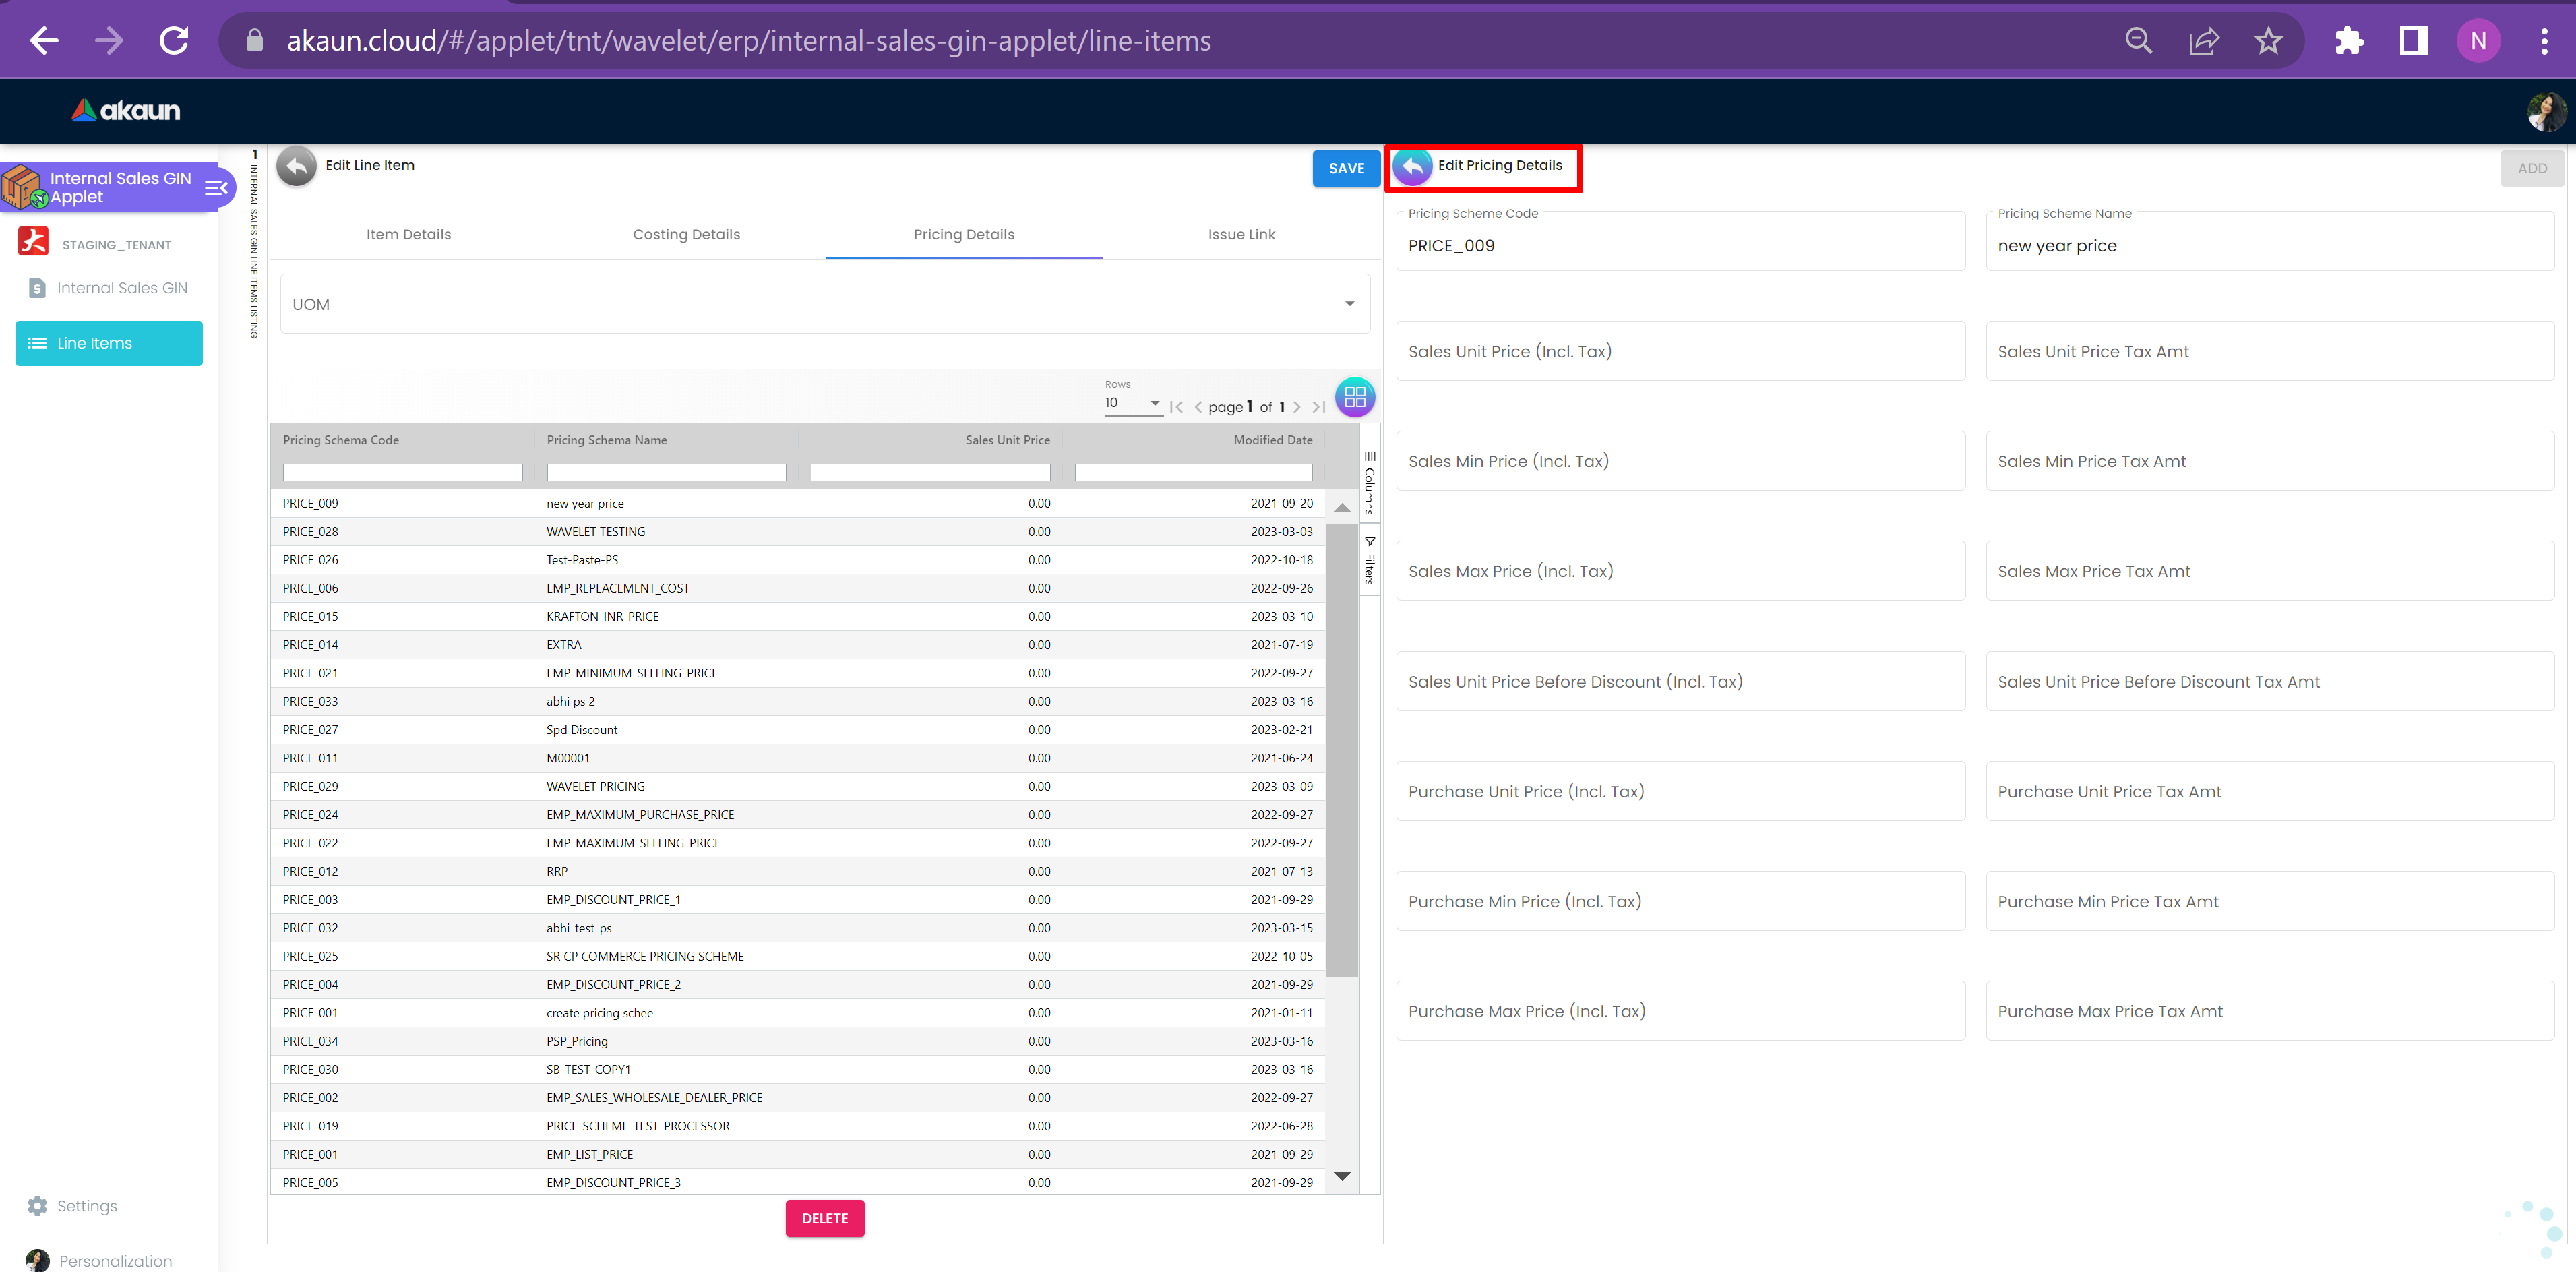 akaun.cloud/#/applet/tnt/wavelet/erp/internal-sales-gin-applet/line-items
N
akaun
Internal Sales GIN
Applet
STAGING_TENANT
Internal Sales GIN
Line Items
Settings
Personalization
1 INTERNAL SALES GIN LINE ITEMS LISTING
Edit Line Item
SAVE
Item Details Costing Details Pricing Details Issue Link
UOM
Rows
10 page 1 of 1
Pricing Schema Code Pricing Schema Name Sales Unit Price Modified Date
PRICE_009 new year price 0.00 2021-09-20
PRICE_028 WAVELET TESTING 0.00 2023-03-03
PRICE_026 Test-Paste-PS 0.00 2022-10-18
PRICE_006 EMP_REPLACEMENT_COST 0.00 2022-09-26
PRICE_015 KRAFTON-INR-PRICE 0.00 2023-03-10
PRICE_014 EXTRA 0.00 2021-07-19
PRICE_021 EMP_MINIMUM_SELLING_PRICE 0.00 2022-09-27
PRICE_033 abhi ps 2 0.00 2023-03-16
PRICE_027 Spd Discount 0.00 2023-02-21
PRICE_011 M00001 0.00 2021-06-24
PRICE_029 WAVELET PRICING 0.00 2023-03-09
PRICE_024 EMP_MAXIMUM_PURCHASE_PRICE 0.00 2022-09-27
PRICE_022 EMP_MAXIMUM_SELLING_PRICE 0.00 2022-09-27
PRICE_012 RRP 0.00 2021-07-13
PRICE_003 EMP_DISCOUNT_PRICE_1 0.00 2021-09-29
PRICE_032 abhi_test_ps 0.00 2023-03-15
PRICE_025 SR CP COMMERCE PRICING SCHEME 0.00 2022-10-05
PRICE_004 EMP_DISCOUNT_PRICE_2 0.00 2021-09-29
PRICE_001 create pricing schee 0.00 2021-01-11
PRICE_034 PSP_Pricing 0.00 2023-03-16
PRICE_030 SB-TEST-COPY1 0.00 2023-03-16
PRICE_002 EMP_SALES_WHOLESALE_DEALER_PRICE 0.00 2022-09-27
PRICE_019 PRICE_SCHEME_TEST_PROCESSOR 0.00 2022-06-28
PRICE_001 EMP_LIST_PRICE 0.00 2021-09-29
PRICE_005 EMP_DISCOUNT_PRICE_3 0.00 2021-09-29
Columns
Filters
DELETE
Edit Pricing Details
ADD
Pricing Scheme Code Pricing Scheme Name
PRICE_009 new year price
Sales Unit Price (Incl. Tax) Sales Unit Price Tax Amt
Sales Min Price (Incl. Tax) Sales Min Price Tax Amt
Sales Max Price (Incl. Tax) Sales Max Price Tax Amt
Sales Unit Price Before Discount (Incl. Tax) Sales Unit Price Before Discount Tax Amt
Purchase Unit Price (Incl. Tax) Purchase Unit Price Tax Amt
Purchase Min Price (Incl. Tax) Purchase Min Price Tax Amt
Purchase Max Price (Incl. Tax) Purchase Max Price Tax Amt